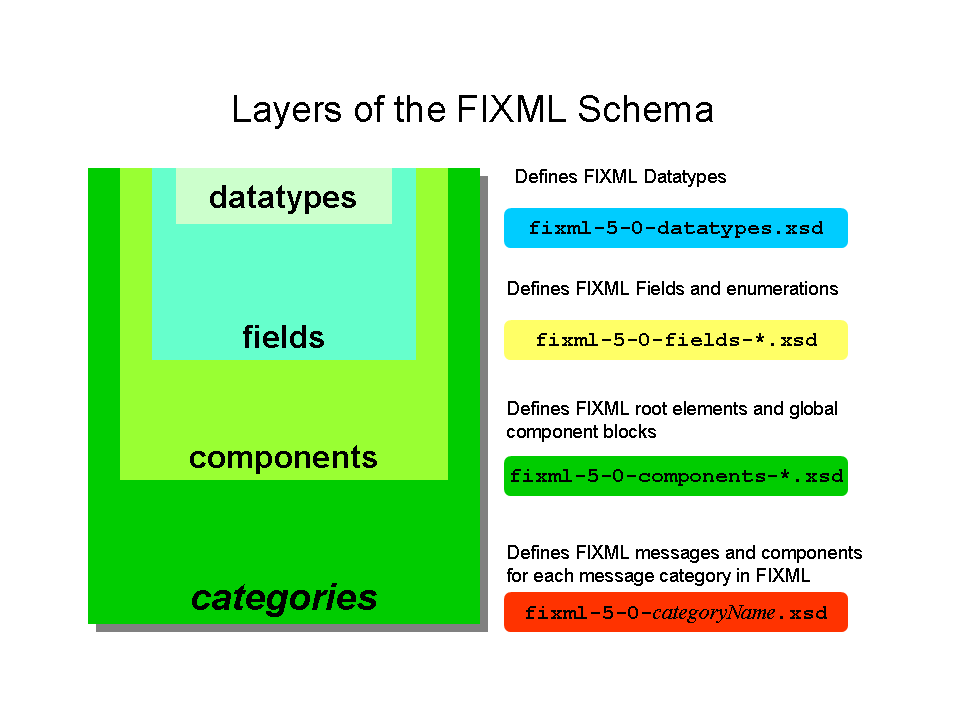 Layers of the FIXML Schema
datatypes
fields
components
categories
Defines FIXML Datatypes
fixml-5-0-datatypes.xsd
Defines FIXML Fields and enumerations
fixml-5-0-fields-*.xsd
Defines FIXML root elements and global
component blocks
fixml-5-0-components-*.xsd
Defines FIXML messages and components
for each message category in FIXML
fixml-5-0-categoryName.xsd